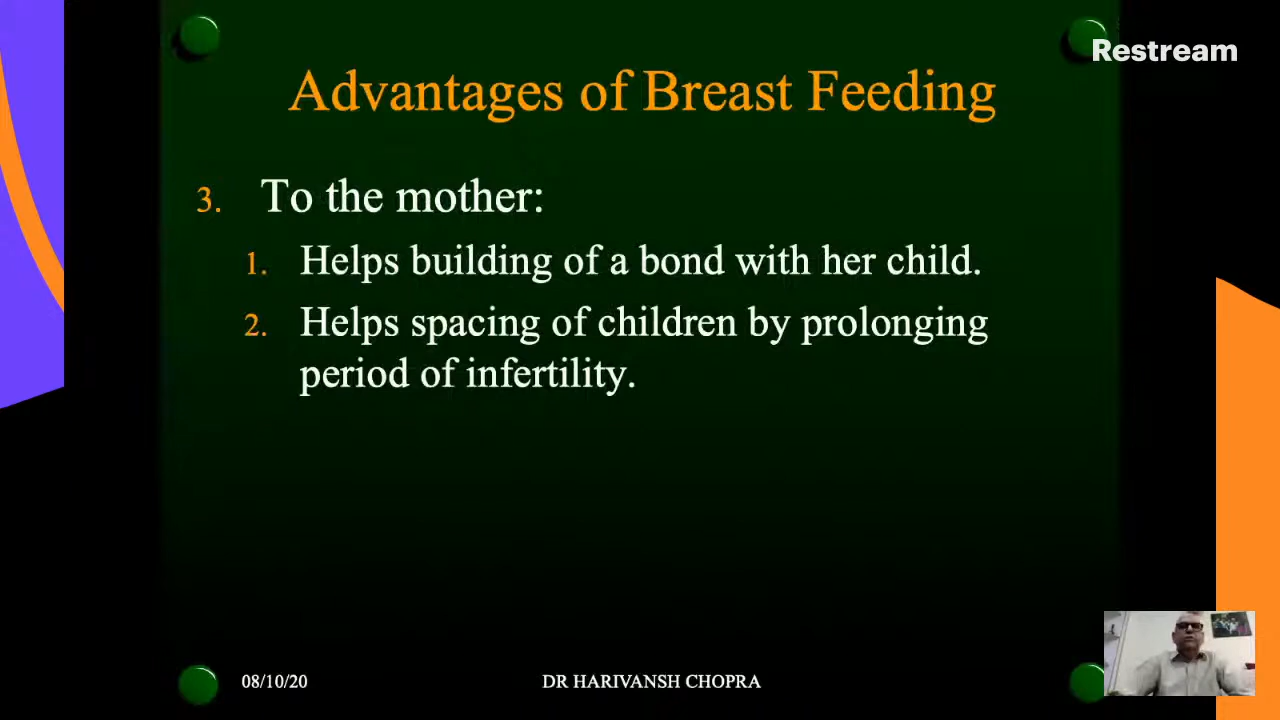 Restream
Advantages of Breast Feeding
3. To the mother:
1. Helps building of a bond with her child.
2. Helps spacing of children by prolonging
period of infertility.
08/10/20 DR HARIVANSH CHOPRA